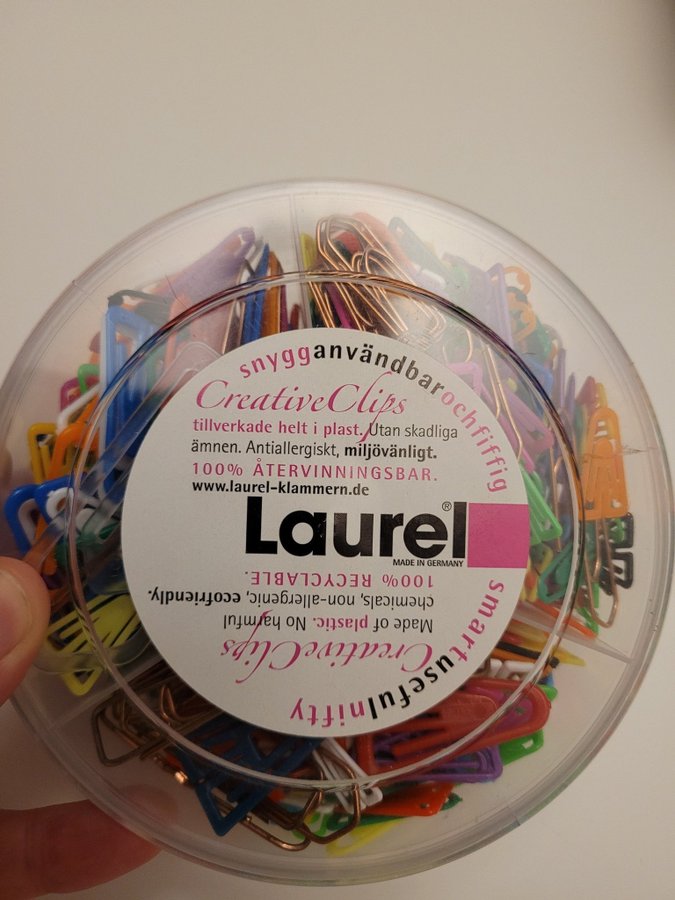 snygganvändbarochfiffig
CreativeClips
tillverkade helt i plast. Utan skadliga
ämnen. Antiallergiskt, miljövänligt.
100% ÅTERVINNINGSBAR.
www.laurel-klammern.de
Laurel®
MADE IN GERMANY
smartusefulnifty
CreativeClips
Made of plastic. No harmful
chemicals, non-allergenic, ecofriendly.
100% RECYCLABLE.